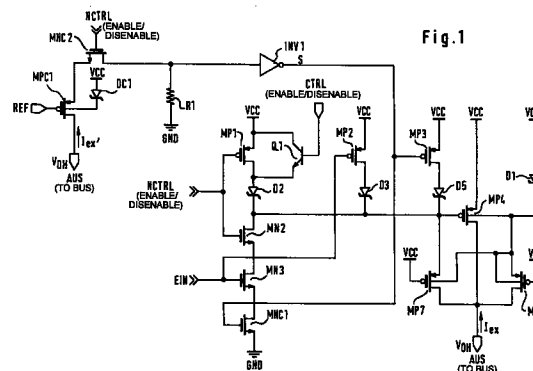 NCTRL
(ENABLE/
DISENABLE)
Fig.1
MNC2
INV1
S
VCC
MPC1
DC1
CTRL
(ENABLE/DISENABLE)
REF
R1
VCC
VCC
VCC
VCC
Iex'
GND
MP1
Q1
MP2
MP3
VOH
AUS
(TO BUS)
NCTRL
(ENABLE/
DISENABLE)
D2
D3
D5
D1
MP4
MN2
VCC
EIN
MN3
MP7
MNC1
Iex
GND
VOH
AUS
(TO BUS)